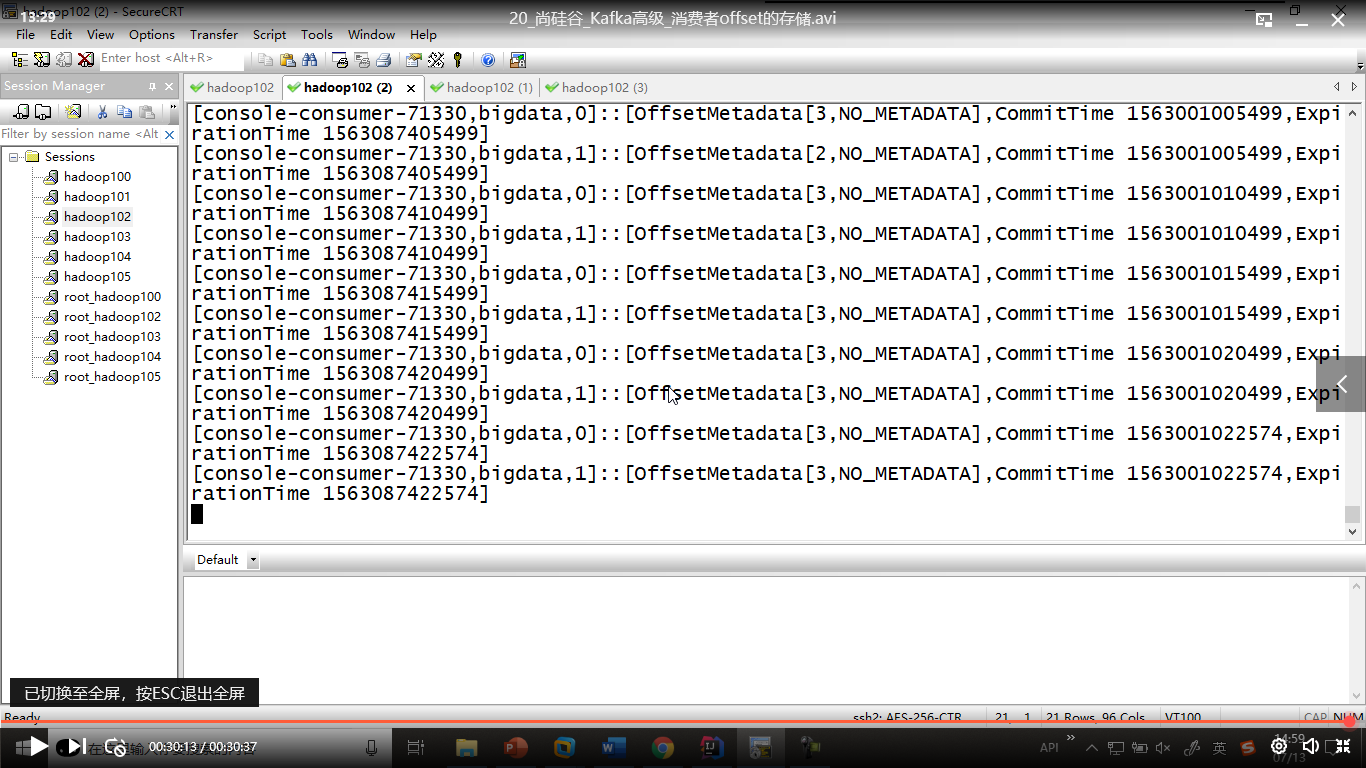 hadoop102 (2) - SecureCRT
13:29
20_尚硅谷_Kafka高级_消费者offset的存储.avi
File Edit View Options Transfer Script Tools Window Help
Enter host <Alt+R>
Session Manager
hadoop102 hadoop102 (2) hadoop102 (1) hadoop102 (3)
Filter by session name <Alt
Sessions
hadoop100
hadoop101
hadoop102
hadoop103
hadoop104
hadoop105
root_hadoop100
root_hadoop102
root_hadoop103
root_hadoop104
root_hadoop105
[console-consumer-71330,bigdata,0]::[OffsetMetadata[3,NO_METADATA],CommitTime 1563001005499,Expi
rationTime 1563087405499]
[console-consumer-71330,bigdata,1]::[OffsetMetadata[2,NO_METADATA],CommitTime 1563001005499,Expi
rationTime 1563087405499]
[console-consumer-71330,bigdata,0]::[OffsetMetadata[3,NO_METADATA],CommitTime 1563001010499,Expi
rationTime 1563087410499]
[console-consumer-71330,bigdata,1]::[OffsetMetadata[3,NO_METADATA],CommitTime 1563001010499,Expi
rationTime 1563087410499]
[console-consumer-71330,bigdata,0]::[OffsetMetadata[3,NO_METADATA],CommitTime 1563001015499,Expi
rationTime 1563087415499]
[console-consumer-71330,bigdata,1]::[OffsetMetadata[3,NO_METADATA],CommitTime 1563001015499,Expi
rationTime 1563087415499]
[console-consumer-71330,bigdata,0]::[OffsetMetadata[3,NO_METADATA],CommitTime 1563001020499,Expi
rationTime 1563087420499]
[console-consumer-71330,bigdata,1]::[OffsetMetadata[3,NO_METADATA],CommitTime 1563001020499,Expi
rationTime 1563087420499]
[console-consumer-71330,bigdata,0]::[OffsetMetadata[3,NO_METADATA],CommitTime 1563001022574,Expi
rationTime 1563087422574]
[console-consumer-71330,bigdata,1]::[OffsetMetadata[3,NO_METADATA],CommitTime 1563001022574,Expi
rationTime 1563087422574]
Default
已切换至全屏，按ESC退出全屏
Ready ssh2: AES-256-CTR 21, 1 21 Rows, 96 Cols VT100 CAP NUM
00:30:13 / 00:30:37
API 英 14:59
07/13